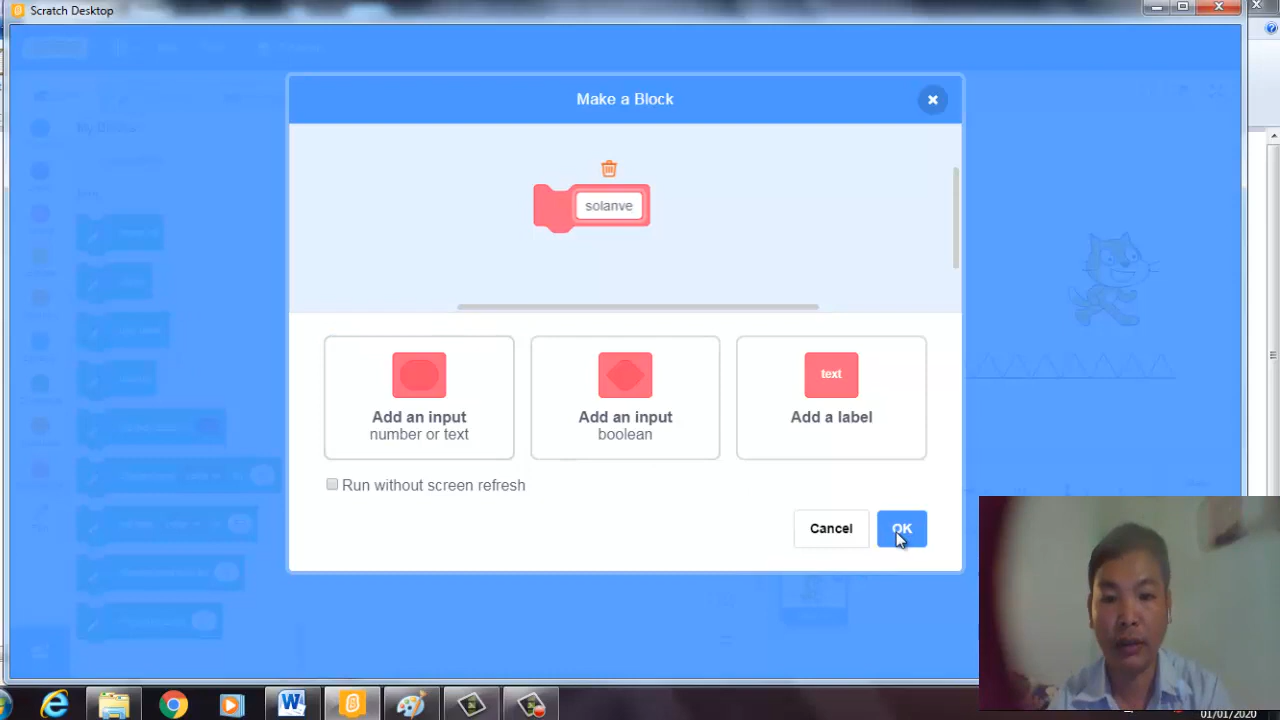 Scratch Desktop
Make a Block
solanve
text
Add an input
number or text
Add an input
boolean
Add a label
Run without screen refresh
Cancel
OK
01/01/2020